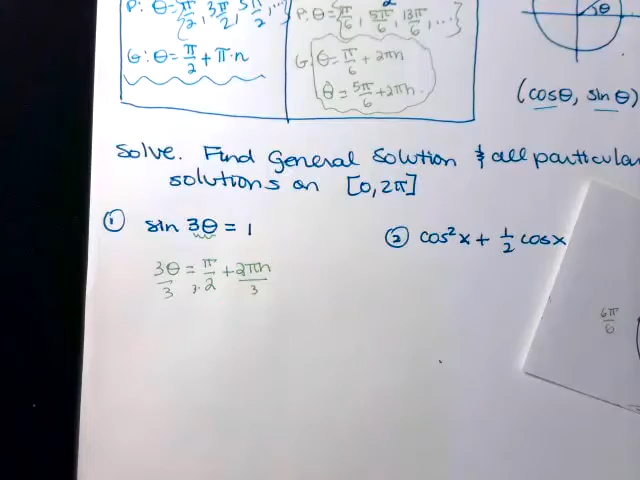 P: θ = {π/2, 3π/2, 5π/2, ...}
G: θ = π/2 + π·n
P: θ = {π/6, 5π/6, 13π/6, ...}
G: θ = π/6 + 2πn
θ = 5π/6 + 2πn.
θ
(cosθ, sin θ)
Solve. Find General Solution & all particular
solutions on [0, 2π]
① sin 3θ = 1
3θ/3 = π/3·2 + 2πn/3
② cos²x + 1/2 cosx
6π/6